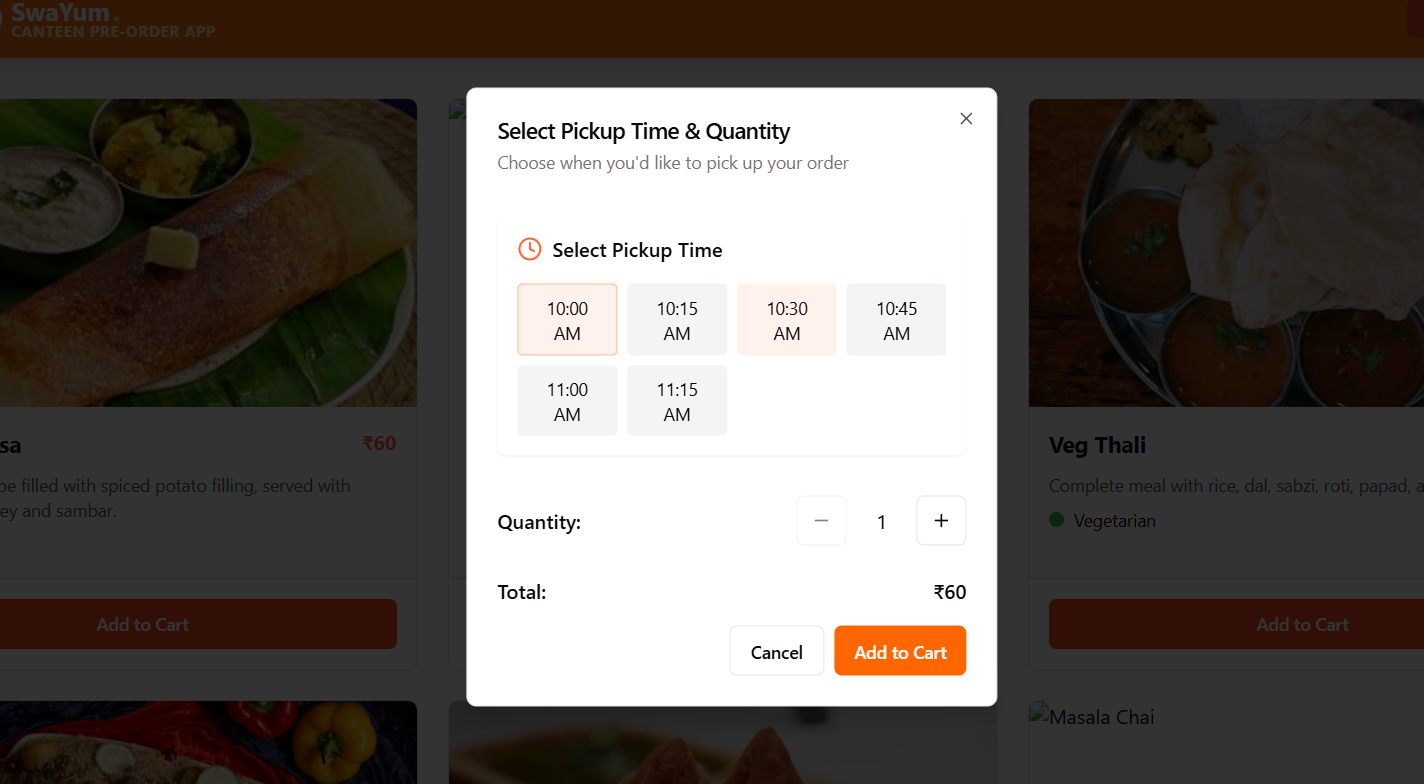 SwaYum.
CANTEEN PRE-ORDER APP
Select Pickup Time & Quantity
Choose when you'd like to pick up your order
Select Pickup Time
10:00 AM
10:15 AM
10:30 AM
10:45 AM
11:00 AM
11:15 AM
Quantity:
1
Total:
₹60
Cancel
Add to Cart
sa
₹60
be filled with spiced potato filling, served with
ey and sambar.
Add to Cart
Veg Thali
Complete meal with rice, dal, sabzi, roti, papad, a
Vegetarian
Add to Cart
Masala Chai